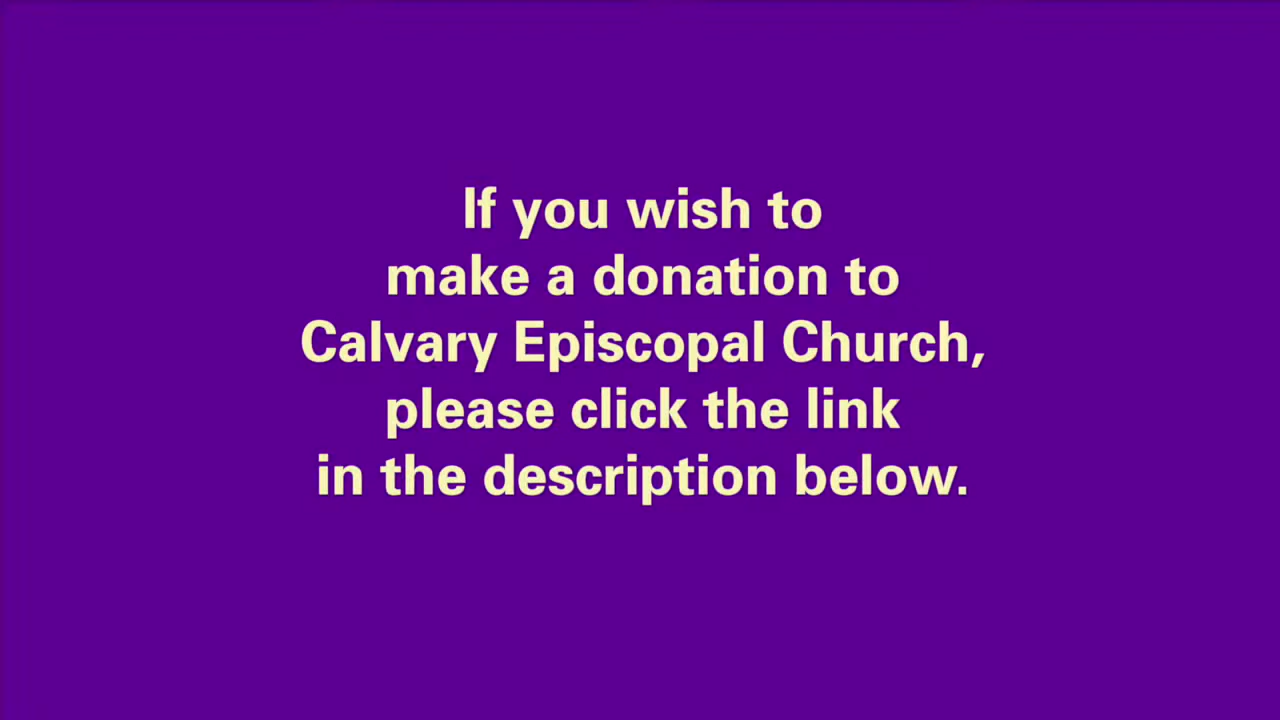 If you wish to
make a donation to
Calvary Episcopal Church,
please click the link
in the description below.